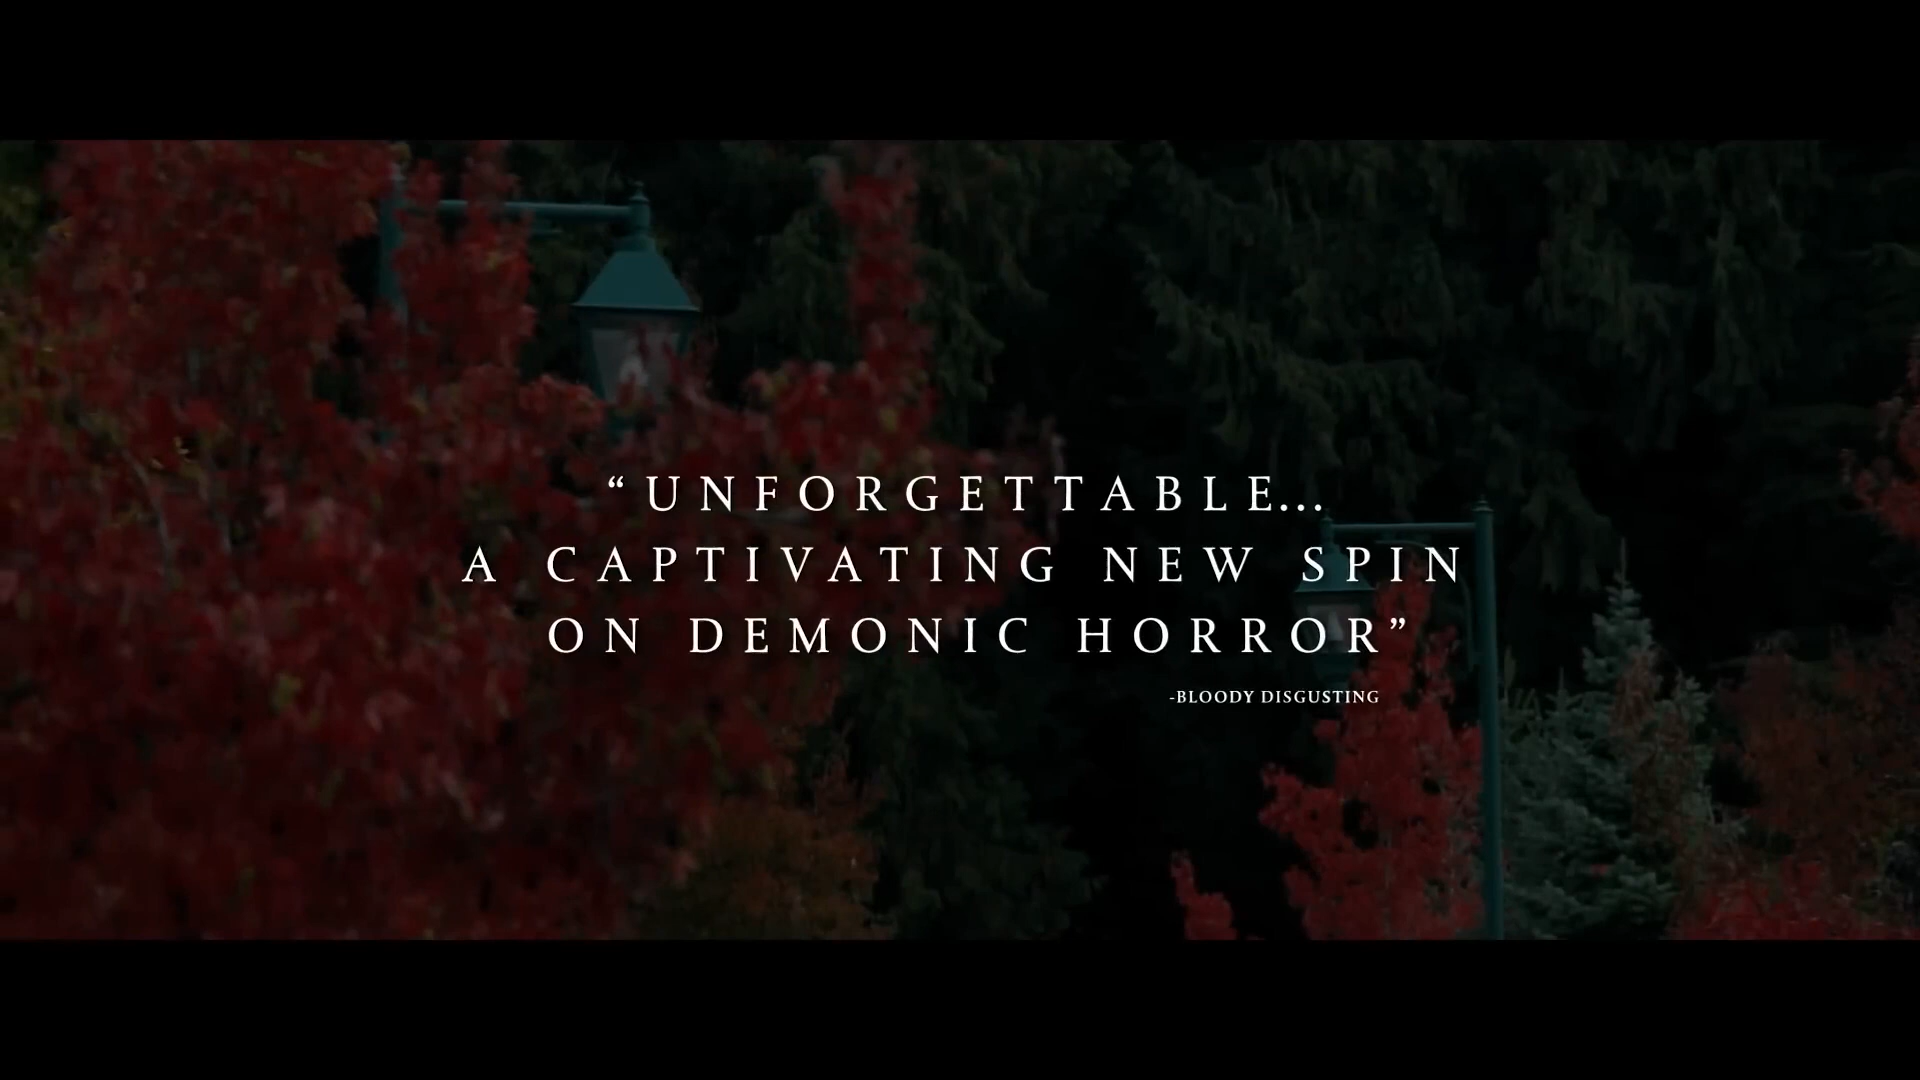 “UNFORGETTABLE...
A CAPTIVATING NEW SPIN
ON DEMONIC HORROR”
-BLOODY DISGUSTING